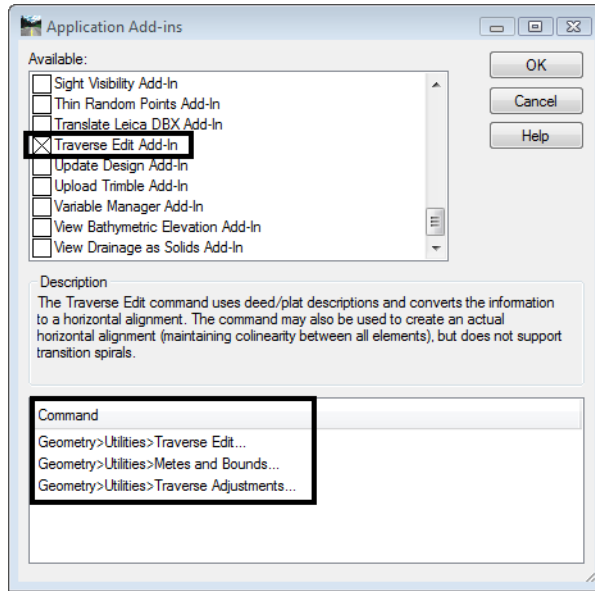 Application Add-ins
Available:
OK
Sight Visibility Add-In
Thin Random Points Add-In
Cancel
Translate Leica DBX Add-In
Traverse Edit Add-In
Help
Update Design Add-In
Upload Trimble Add-In
Variable Manager Add-In
View Bathymetric Elevation Add-In
View Drainage as Solids Add-In
Description
The Traverse Edit command uses deed/plat descriptions and converts the information
to a horizontal alignment. The command may also be used to create an actual
horizontal alignment (maintaining colinearity between all elements), but does not support
transition spirals.
Command
Geometry>Utilities>Traverse Edit...
Geometry>Utilities>Metes and Bounds...
Geometry>Utilities>Traverse Adjustments...